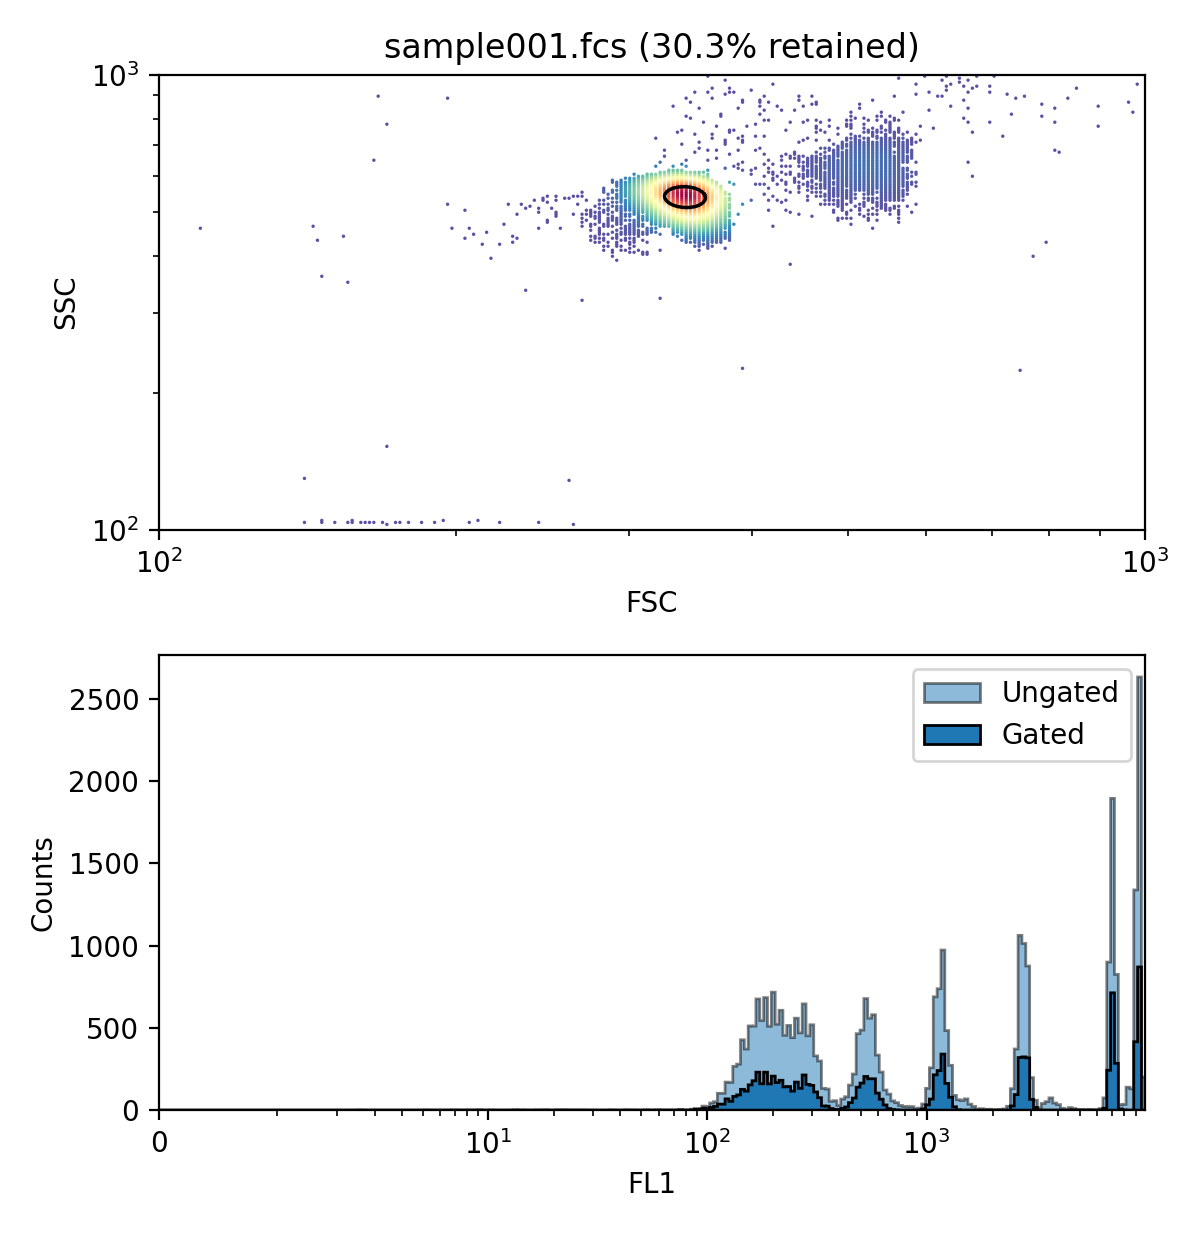 sample001.fcs (30.3% retained)
10³
SSC
10²
10² 10³
FSC
2500
2000
1500
1000
500
0
Counts
Ungated
Gated
0 10¹ 10² 10³
FL1